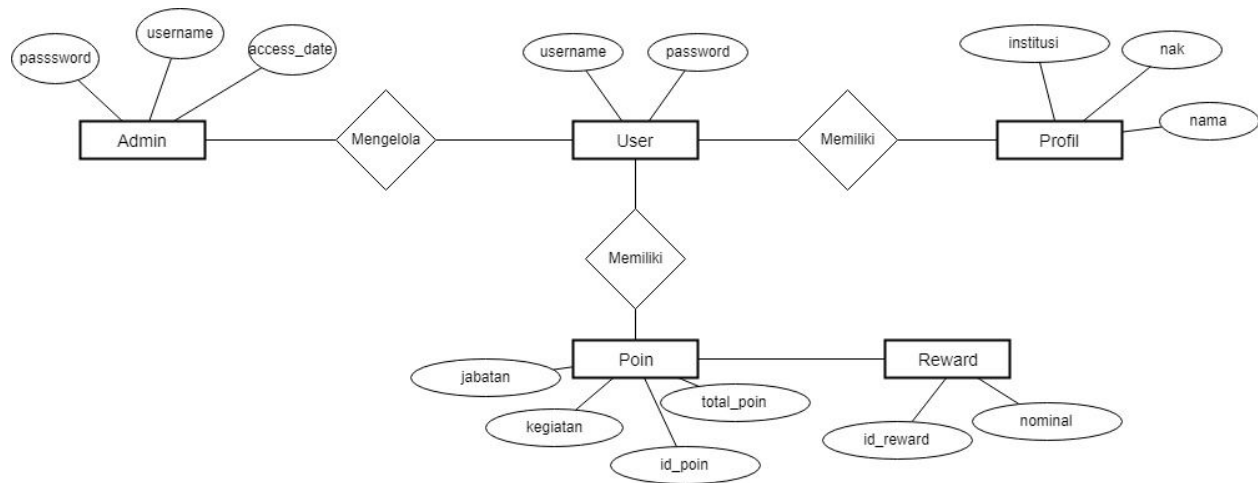 username
passsword
access_date
Admin
Mengelola
username
password
User
Memiliki
institusi
nak
nama
Profil
Memiliki
Poin
jabatan
kegiatan
id_poin
total_poin
Reward
id_reward
nominal